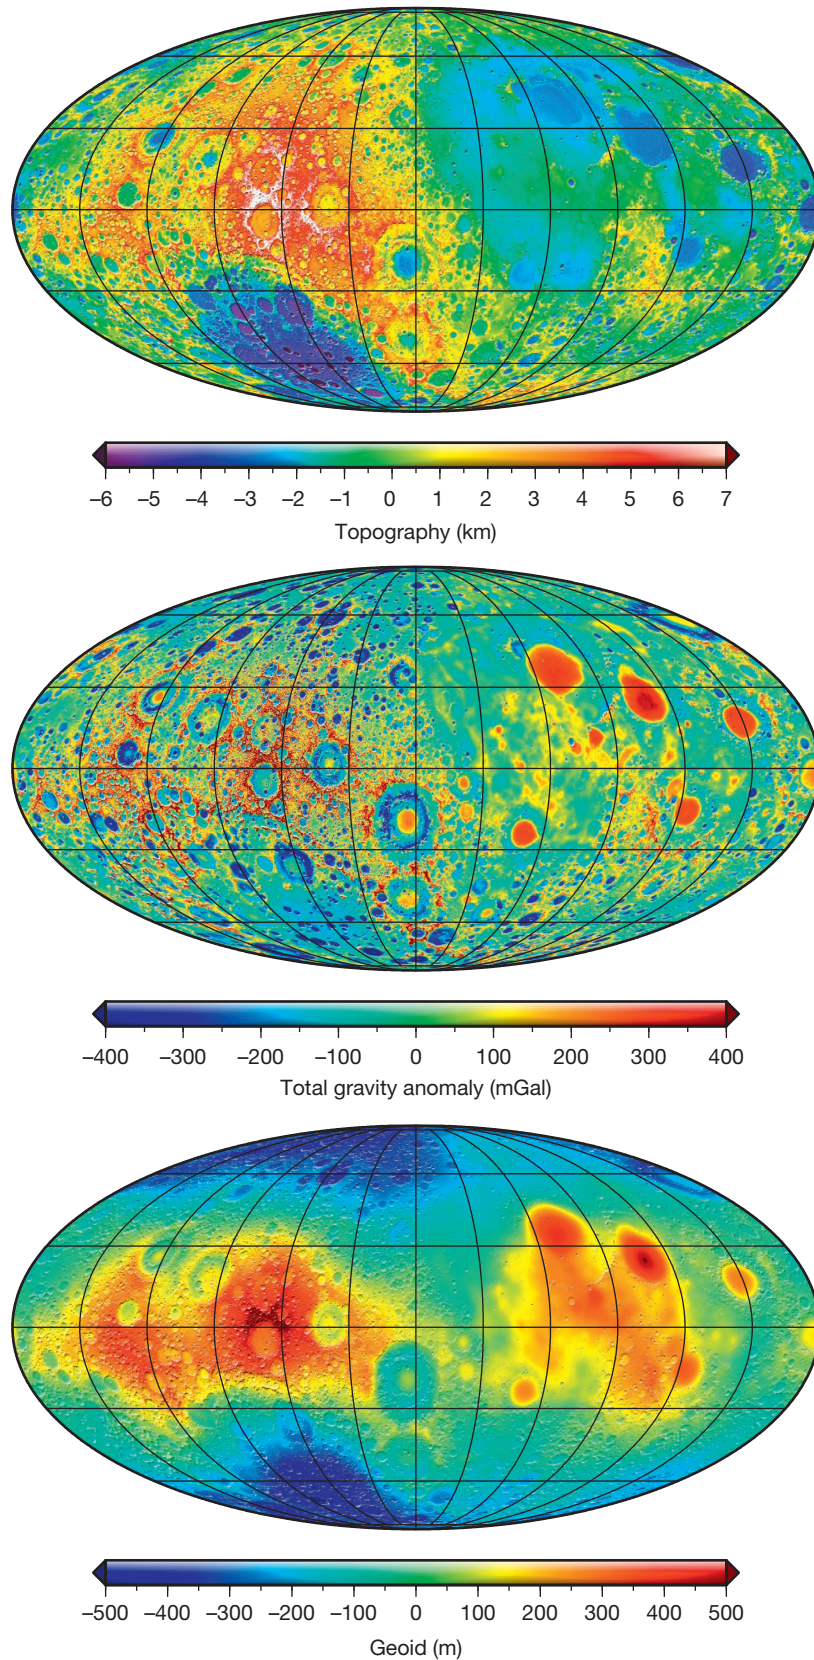 −6 −5 −4 −3 −2 −1 0 1 2 3 4 5 6 7
Topography (km)
−400 −300 −200 −100 0 100 200 300 400
Total gravity anomaly (mGal)
−500 −400 −300 −200 −100 0 100 200 300 400 500
Geoid (m)